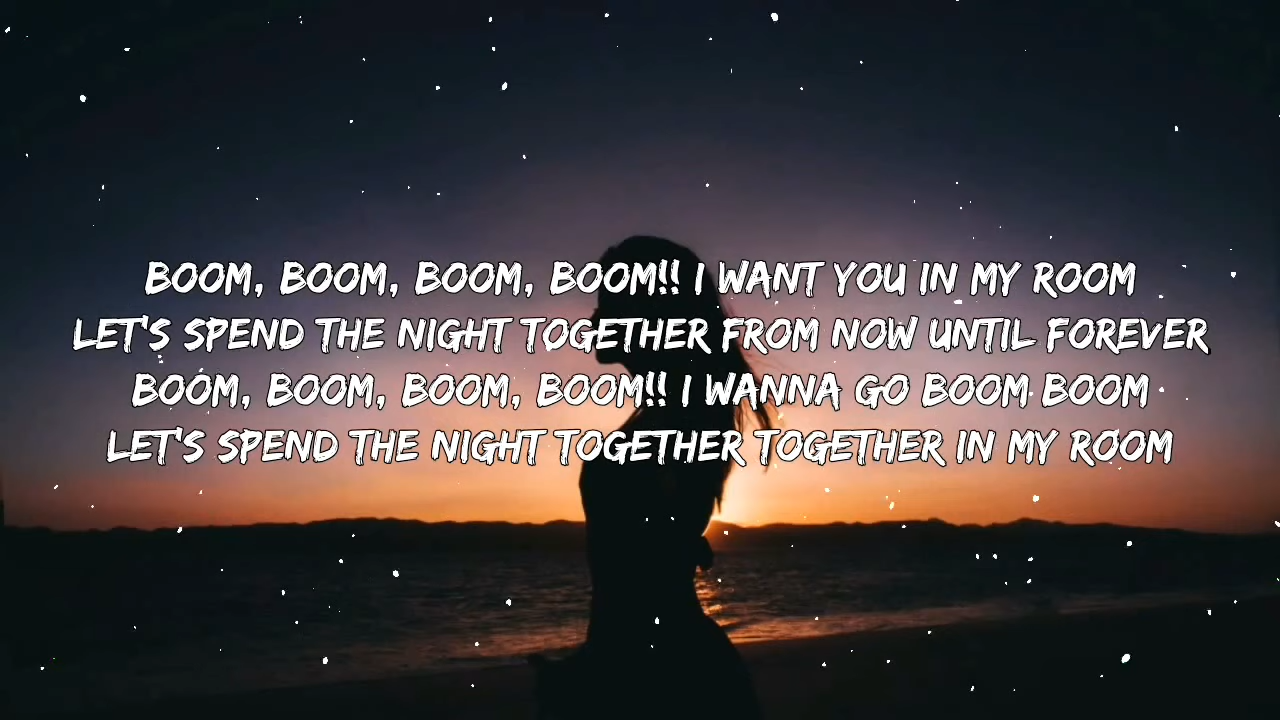 BOOM, BOOM, BOOM, BOOM!! I WANT YOU IN MY ROOM
LET'S SPEND THE NIGHT TOGETHER FROM NOW UNTIL FOREVER
BOOM, BOOM, BOOM, BOOM!! I WANNA GO BOOM BOOM
LET'S SPEND THE NIGHT TOGETHER TOGETHER IN MY ROOM